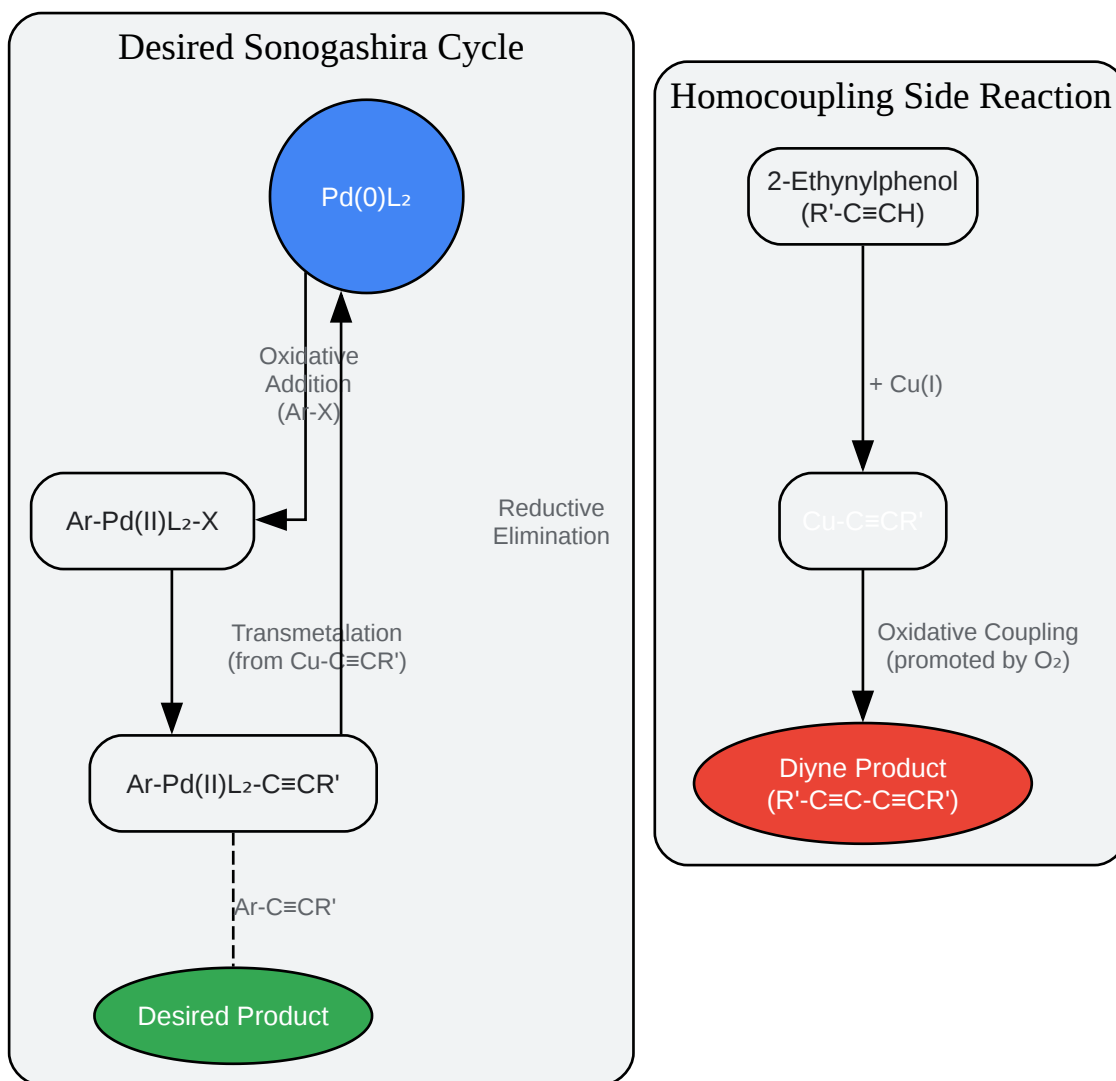 Desired Sonogashira Cycle
Pd(0)L₂
Oxidative
Addition
(Ar-X)
Ar-Pd(II)L₂-X
Reductive
Elimination
Transmetalation
(from Cu-C≡CR')
Ar-Pd(II)L₂-C≡CR'
Ar-C≡CR'
Desired Product
Homocoupling Side Reaction
2-Ethynylphenol
(R'-C≡CH)
+ Cu(I)
Cu-C≡CR'
Oxidative Coupling
(promoted by O₂)
Diyne Product
(R'-C≡C-C≡CR')